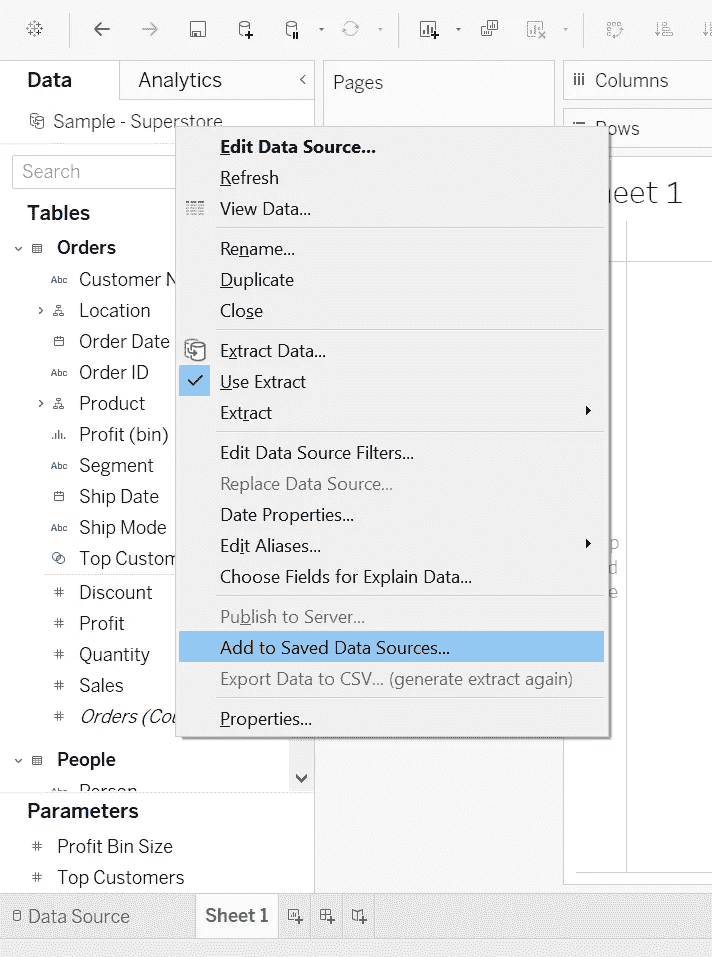 Data
Analytics
Pages
Columns
Sample - Superstore
Rows
Edit Data Source...
Search
Refresh
Sheet 1
Tables
View Data...
Orders
Rename...
Abc Customer N
Duplicate
Location
Close
Order Date
Extract Data...
Abc Order ID
Use Extract
Product
Extract
Profit (bin)
Edit Data Source Filters...
Abc Segment
Replace Data Source...
Ship Date
Date Properties...
Abc Ship Mode
Edit Aliases...
Top Custom
Choose Fields for Explain Data...
# Discount
# Profit
Publish to Server...
# Quantity
Add to Saved Data Sources...
# Sales
Export Data to CSV... (generate extract again)
# Orders (Cou
Properties...
People
Abc Person
Parameters
# Profit Bin Size
# Top Customers
Data Source
Sheet 1